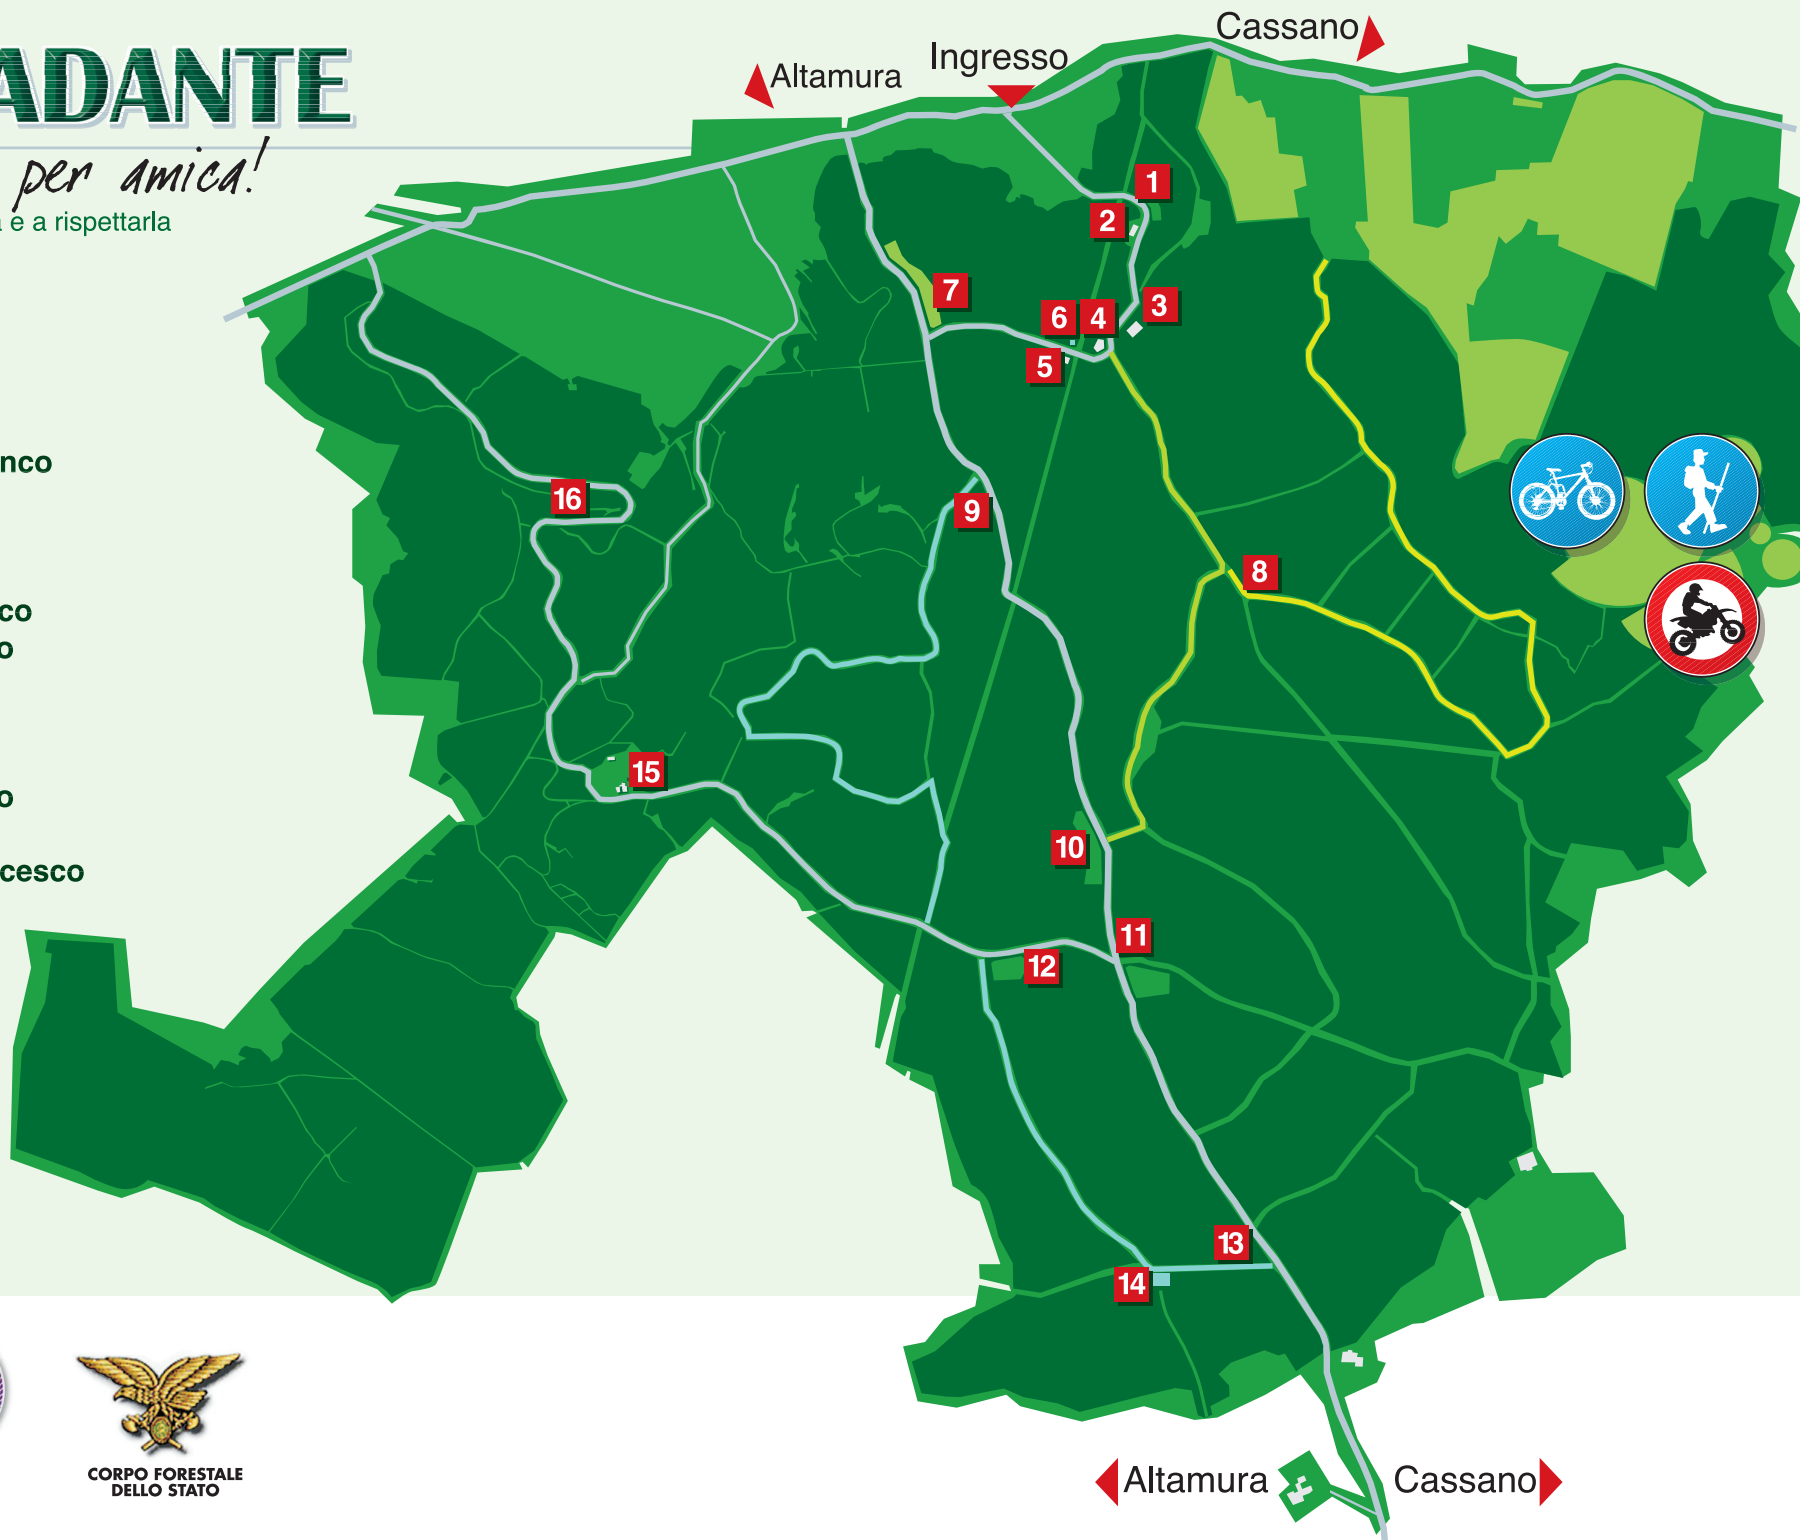 Cassano
Ingresso
Altamura
ADANTE
per amica!
a e a rispettarla
1
2
3
4
5
6
7
nco
8
9
16
co
o
15
o
10
cesco
11
12
13
14
CORPO FORESTALE
DELLO STATO
Altamura
Cassano